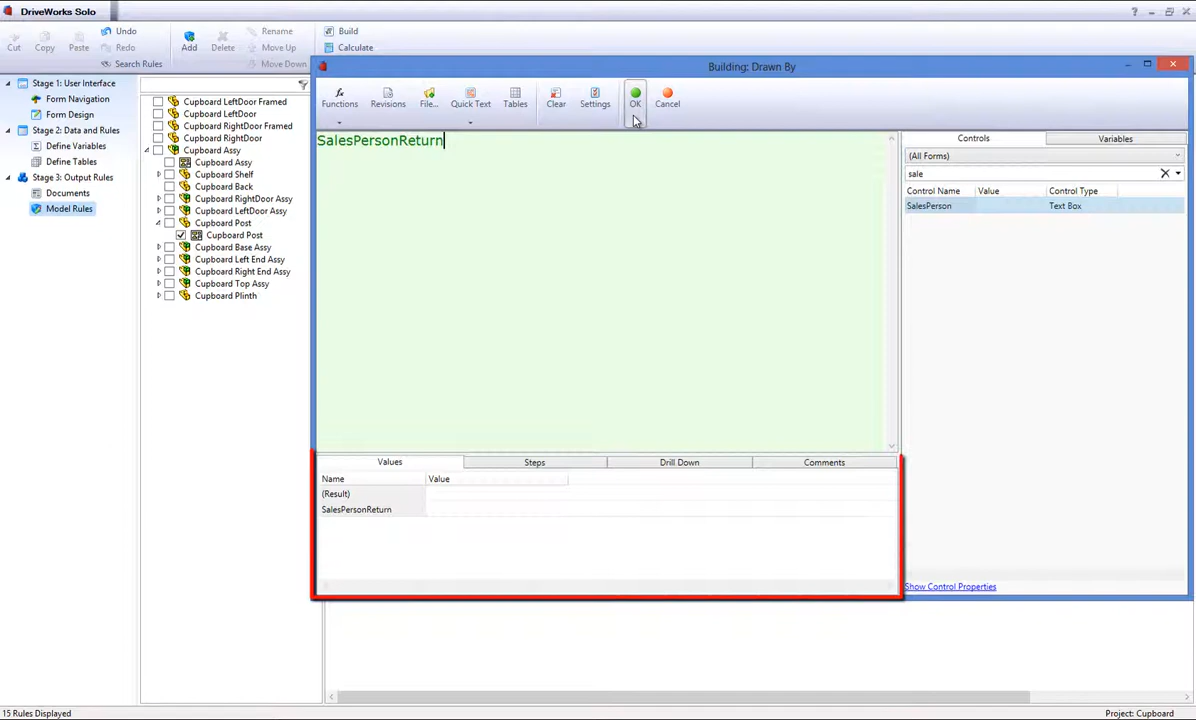 DriveWorks Solo
Cut
Copy
Paste
Undo
Redo
Search Rules
Add
Delete
Rename
Move Up
Move Down
Build
Calculate
Stage 1: User Interface
Form Navigation
Form Design
Stage 2: Data and Rules
Define Variables
Define Tables
Stage 3: Output Rules
Documents
Model Rules
Cupboard LeftDoor Framed
Cupboard LeftDoor
Cupboard RightDoor Framed
Cupboard RightDoor
Cupboard Assy
Cupboard Assy
Cupboard Shelf
Cupboard Back
Cupboard RightDoor Assy
Cupboard LeftDoor Assy
Cupboard Post
Cupboard Post
Cupboard Base Assy
Cupboard Left End Assy
Cupboard Right End Assy
Cupboard Top Assy
Cupboard Plinth
Building: Drawn By
Functions
Revisions
File...
Quick Text
Tables
Clear
Settings
OK
Cancel
SalesPersonReturn
Controls
Variables
(All Forms)
sale
Control Name Value Control Type
SalesPerson Text Box
Show Control Properties
Values
Steps
Drill Down
Comments
Name Value
(Result)
SalesPersonReturn
15 Rules Displayed
Project: Cupboard